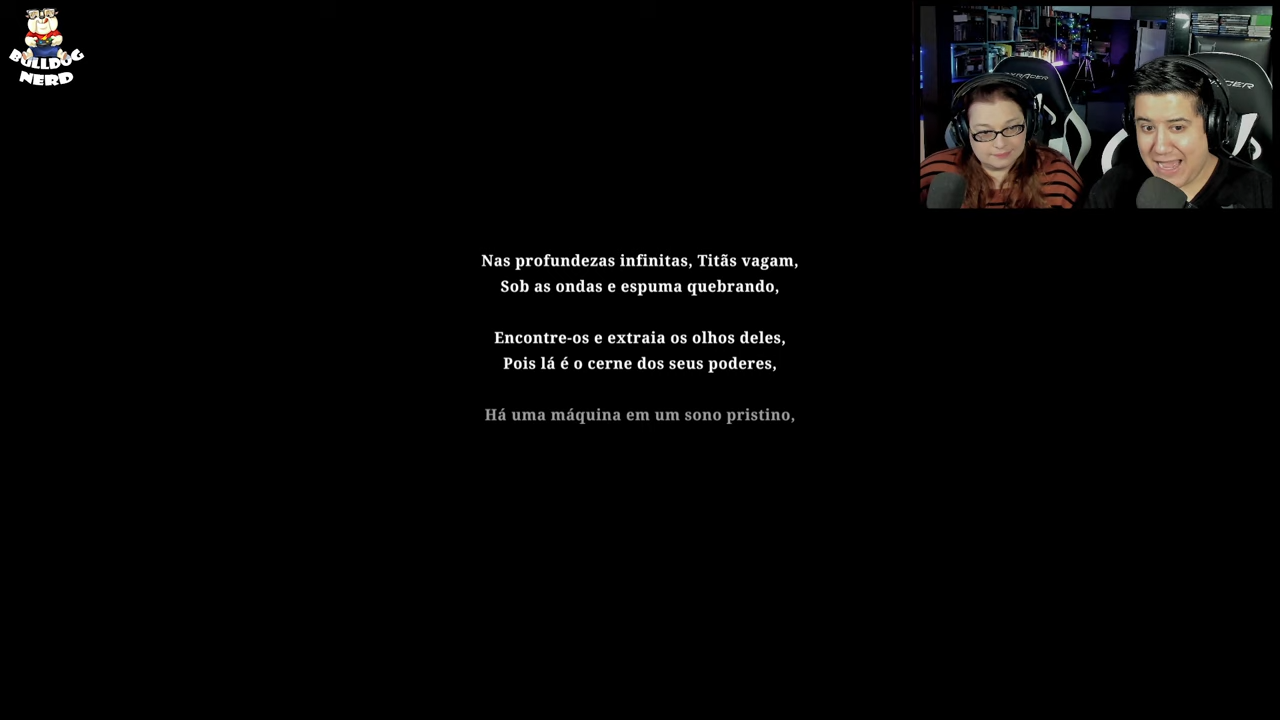 BULLDOG
NERD
DXRACER
Nas profundezas infinitas, Titãs vagam,
Sob as ondas e espuma quebrando,
Encontre-os e extraia os olhos deles,
Pois lá é o cerne dos seus poderes,
Há uma máquina em um sono pristino,